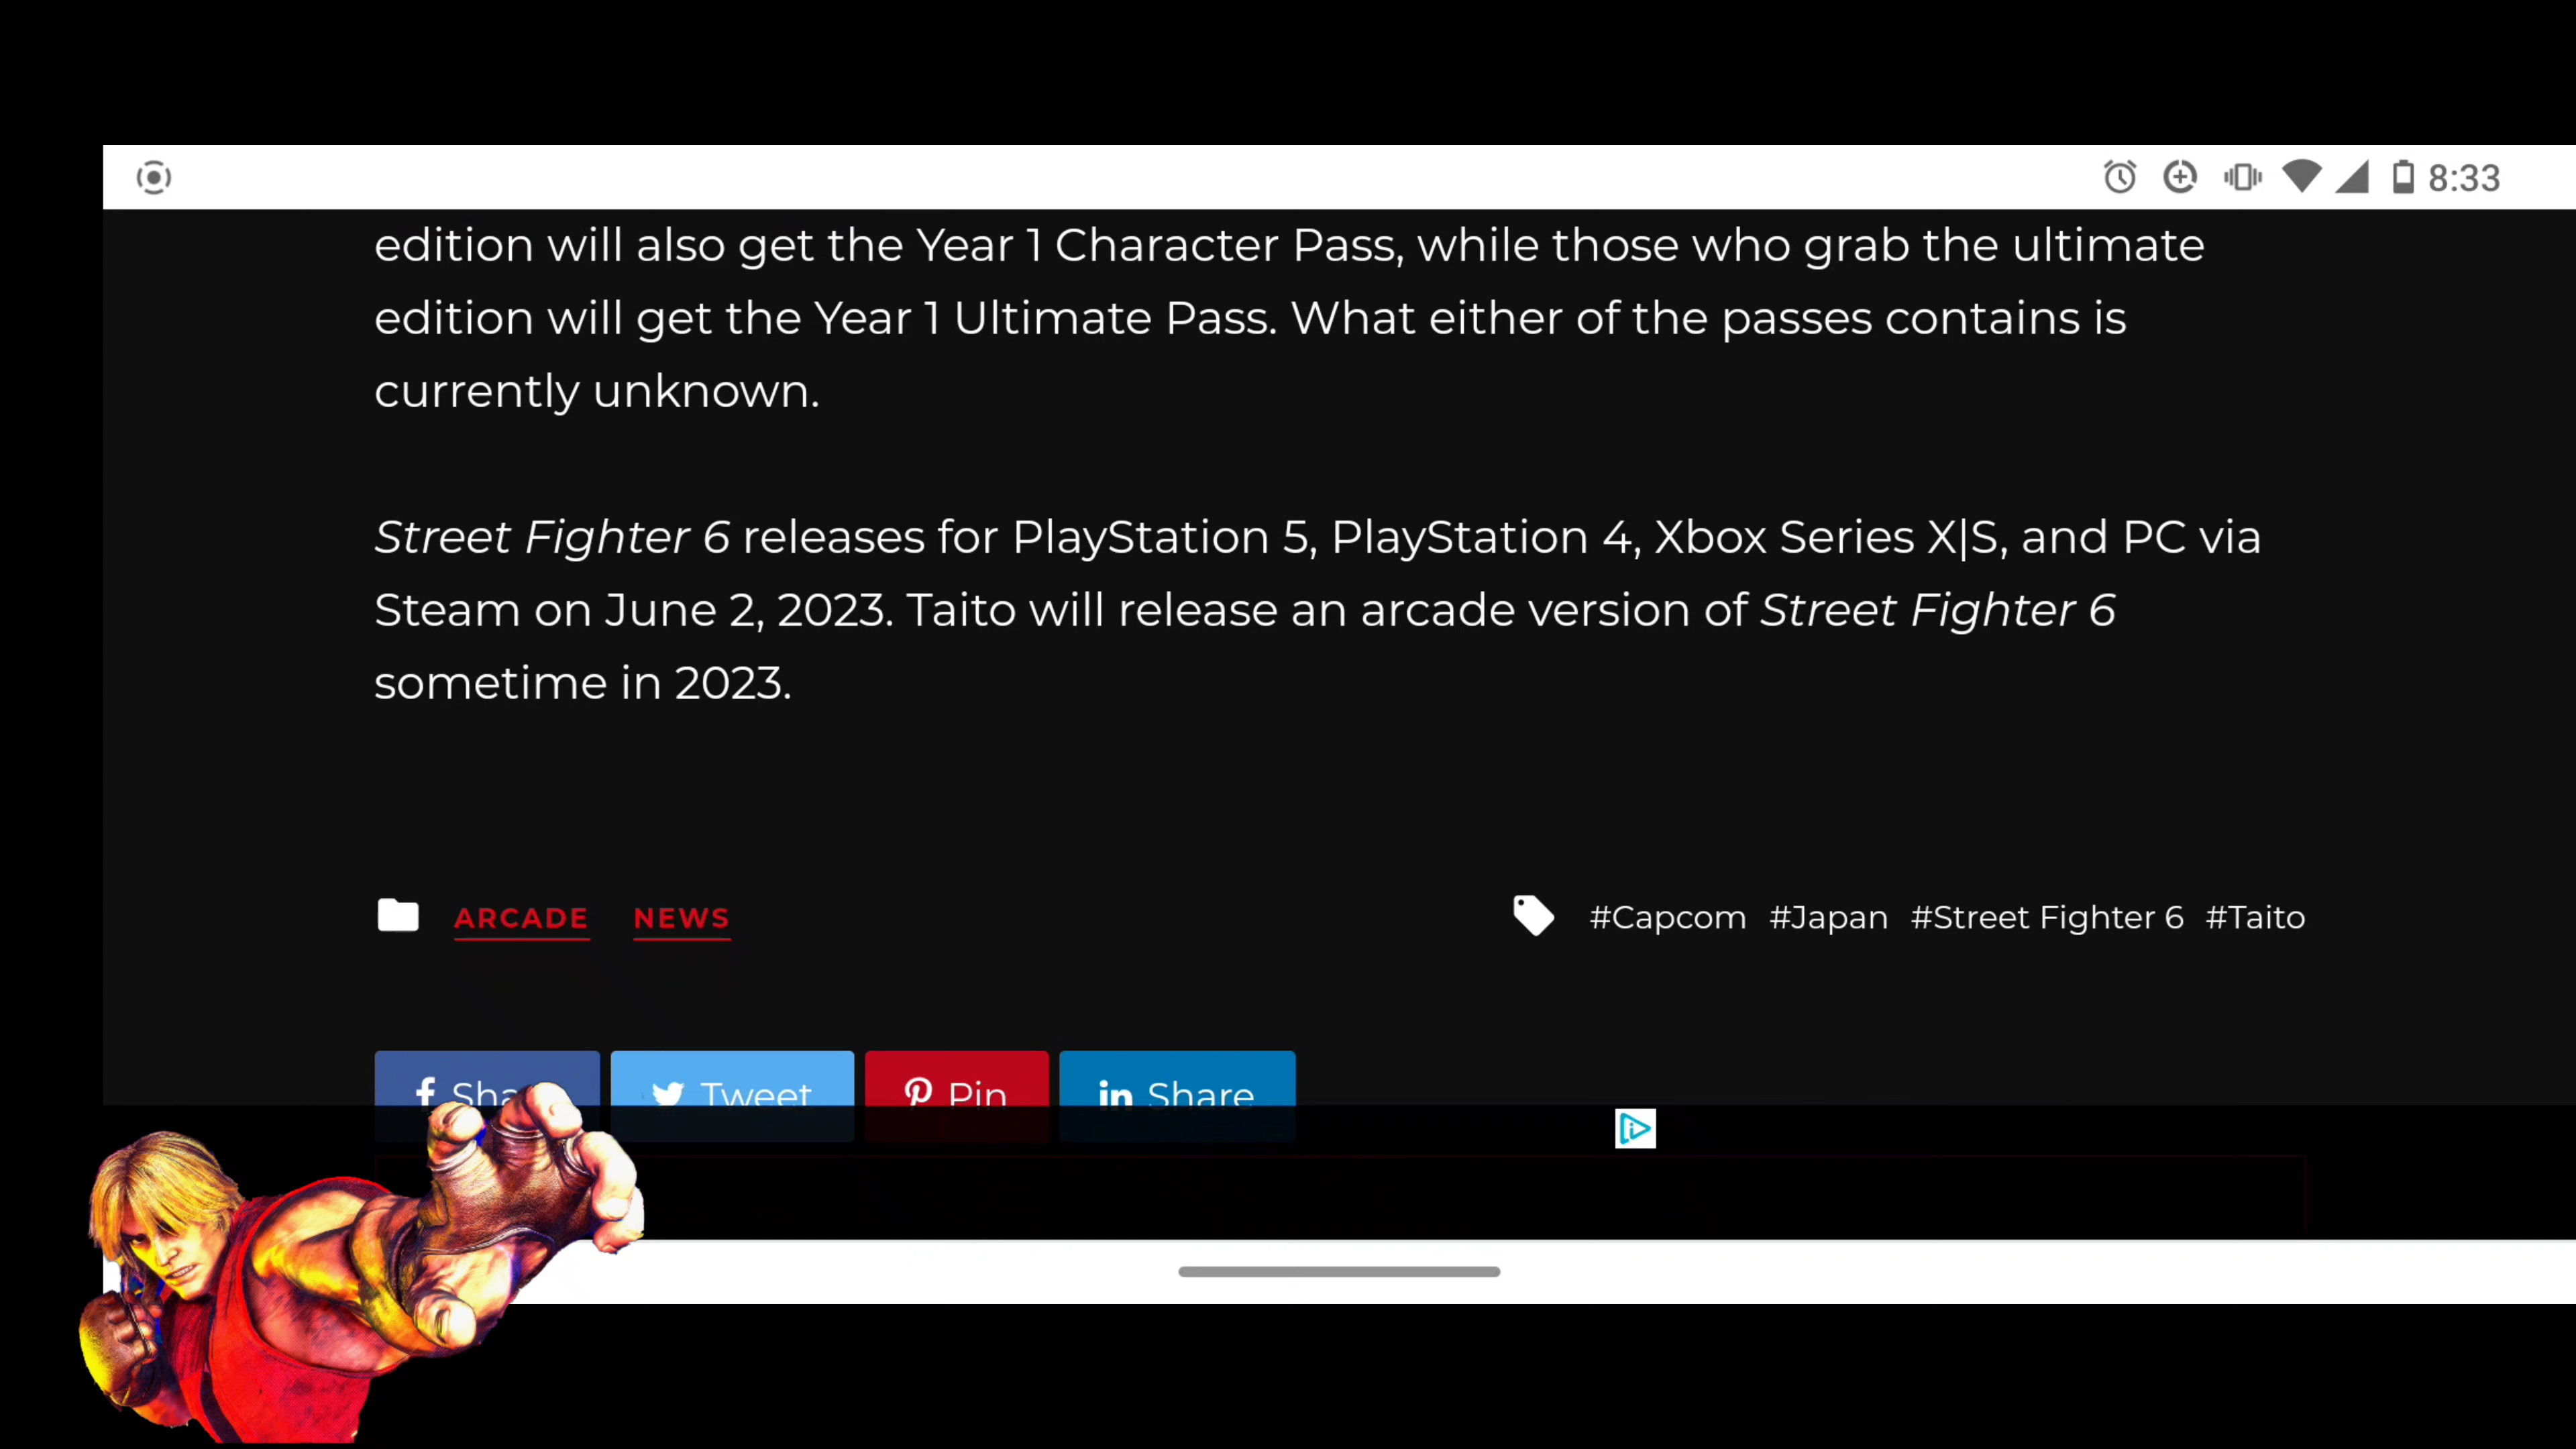 8:33
edition will also get the Year 1 Character Pass, while those who grab the ultimate
edition will get the Year 1 Ultimate Pass. What either of the passes contains is
currently unknown.
Street Fighter 6 releases for PlayStation 5, PlayStation 4, Xbox Series X|S, and PC via
Steam on June 2, 2023. Taito will release an arcade version of Street Fighter 6
sometime in 2023.
ARCADE NEWS #Capcom #Japan #Street Fighter 6 #Taito
Tweet Pin Share